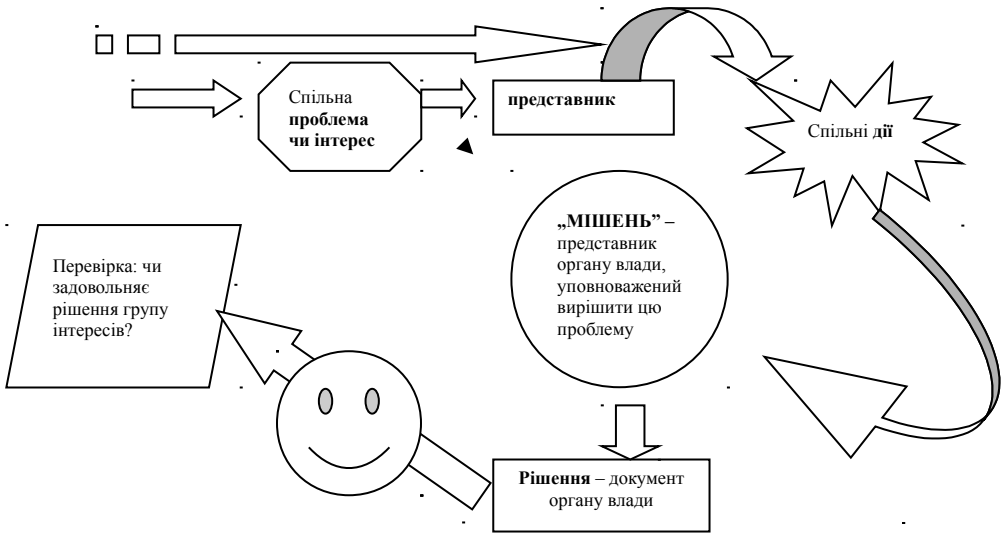 Спільна
проблема
чи інтерес
представник
Спільні дії
„МІШЕНЬ” –
представник
органу влади,
уповноважений
вирішити цю
проблему
Рішення – документ
органу влади
Перевірка: чи
задовольняє
рішення групу
інтересів?